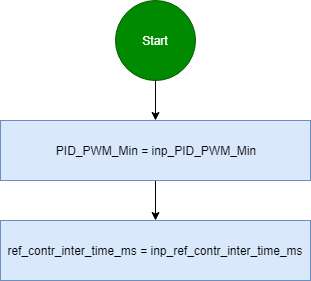 Start
PID_PWM_Min = inp_PID_PWM_Min
ref_contr_inter_time_ms = inp_ref_contr_inter_time_ms